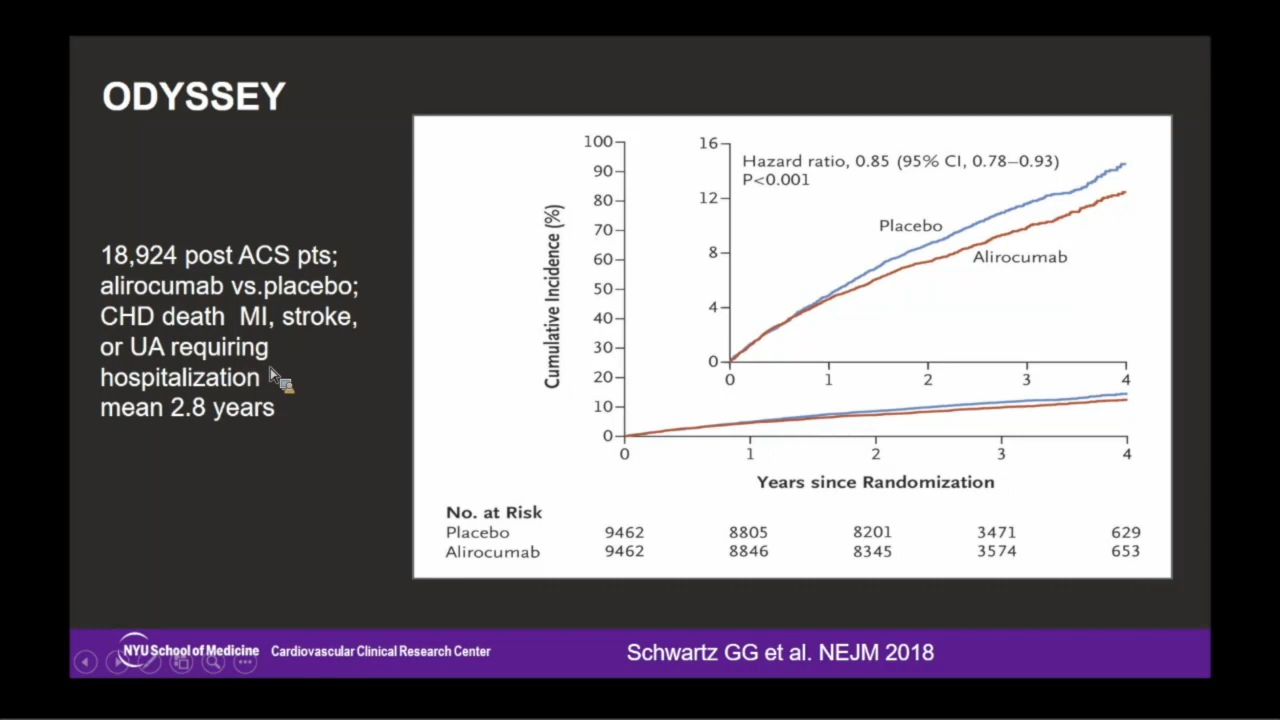 ODYSSEY
18,924 post ACS pts;
alirocumab vs.placebo;
CHD death  MI, stroke,
or UA requiring
hospitalization
mean 2.8 years
Cumulative Incidence (%)
100
90
80
70
60
50
40
30
20
10
0
0 1 2 3 4
16
12
8
4
0
0 1 2 3 4
Hazard ratio, 0.85 (95% CI, 0.78–0.93)
P<0.001
Placebo
Alirocumab
Years since Randomization
No. at Risk
Placebo 9462 8805 8201 3471 629
Alirocumab 9462 8846 8345 3574 653
NYU School of Medicine Cardiovascular Clinical Research Center
Schwartz GG et al. NEJM 2018